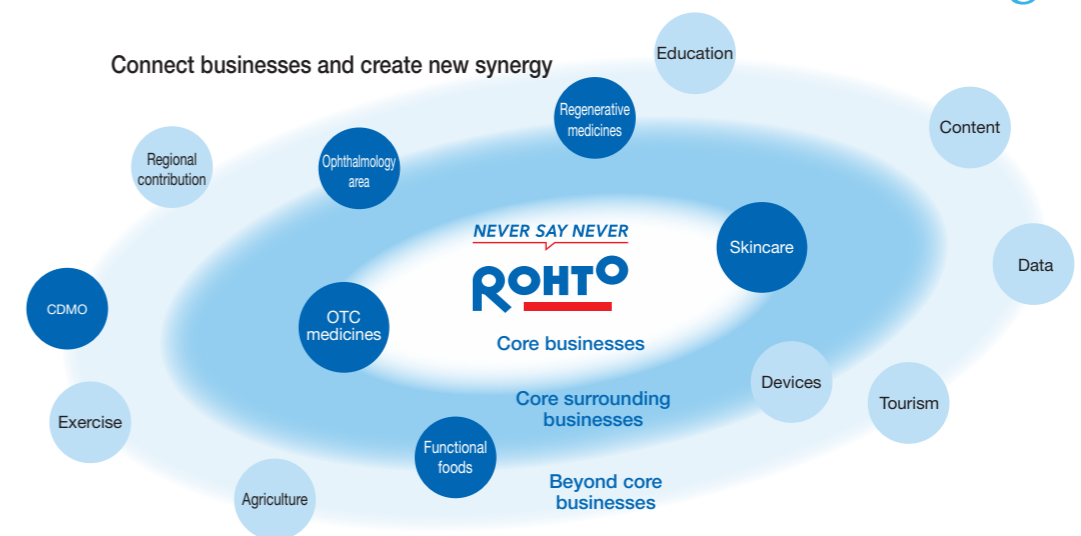 Connect businesses and create new synergy
Education
Regenerative
medicines
Content
Regional
contribution
Ophthalmology
area
NEVER SAY NEVER
ROHTO
Skincare
Data
CDMO
OTC
medicines
Core businesses
Devices
Tourism
Core surrounding
businesses
Exercise
Functional
foods
Beyond core
businesses
Agriculture